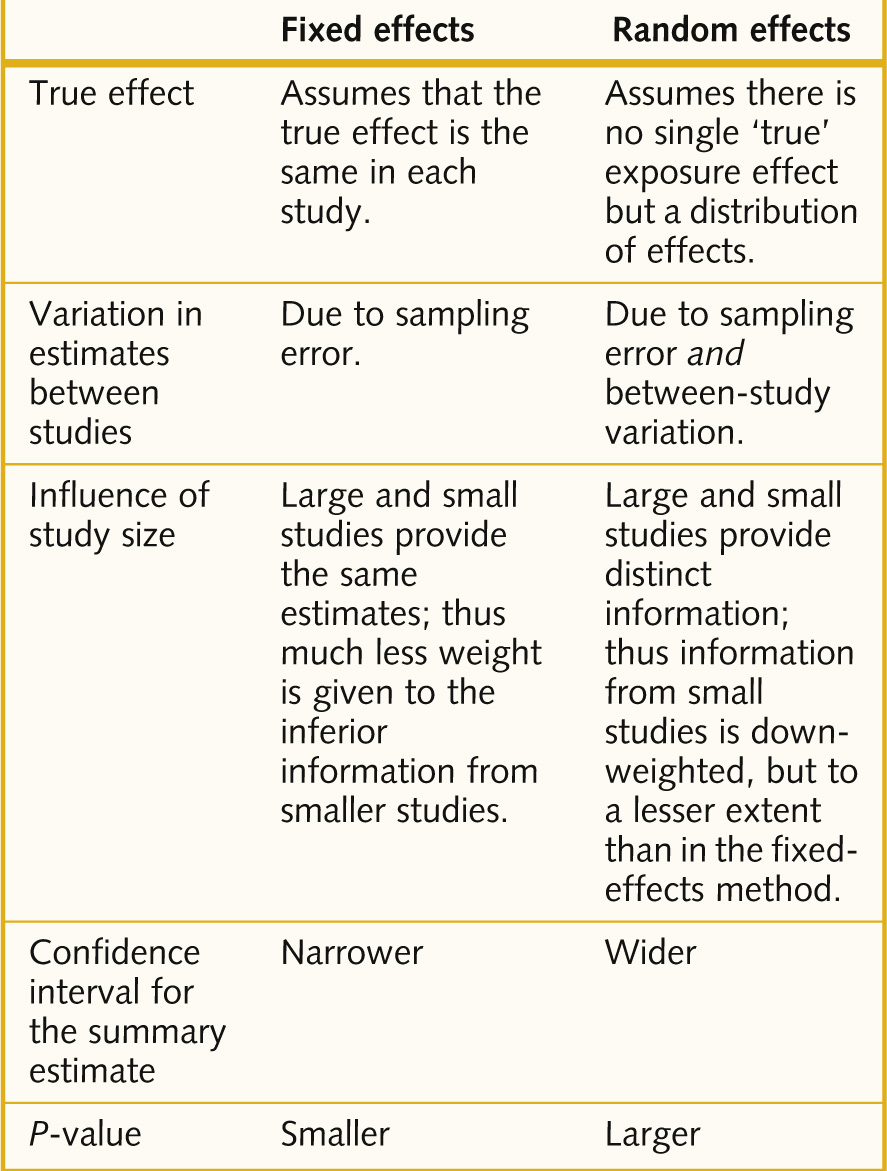 Fixed effects Random effects
True effect
Assumes that the
true effect is the
same in each
study.
Assumes there is
no single ‘true’
exposure effect
but a distribution
of effects.
Variation in
estimates
between
studies
Due to sampling
error.
Due to sampling
error and
between-study
variation.
Influence of
study size
Large and small
studies provide
the same
estimates; thus
much less weight
is given to the
inferior
information from
smaller studies.
Large and small
studies provide
distinct
information;
thus information
from small
studies is down-
weighted, but to
a lesser extent
than in the fixed-
effects method.
Confidence
interval for
the summary
estimate
Narrower
Wider
P-value
Smaller
Larger